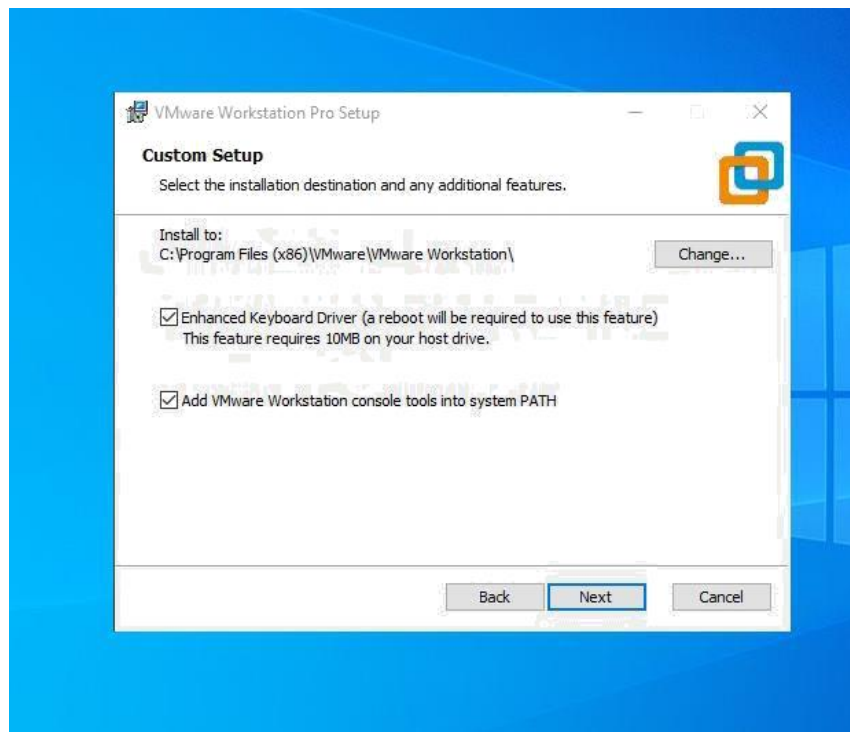 VMware Workstation Pro Setup
Custom Setup
Select the installation destination and any additional features.
Install to:
C:\Program Files (x86)\VMware\VMware Workstation\
Change...
Enhanced Keyboard Driver (a reboot will be required to use this feature)
This feature requires 10MB on your host drive.
Add VMware Workstation console tools into system PATH
Back Next Cancel